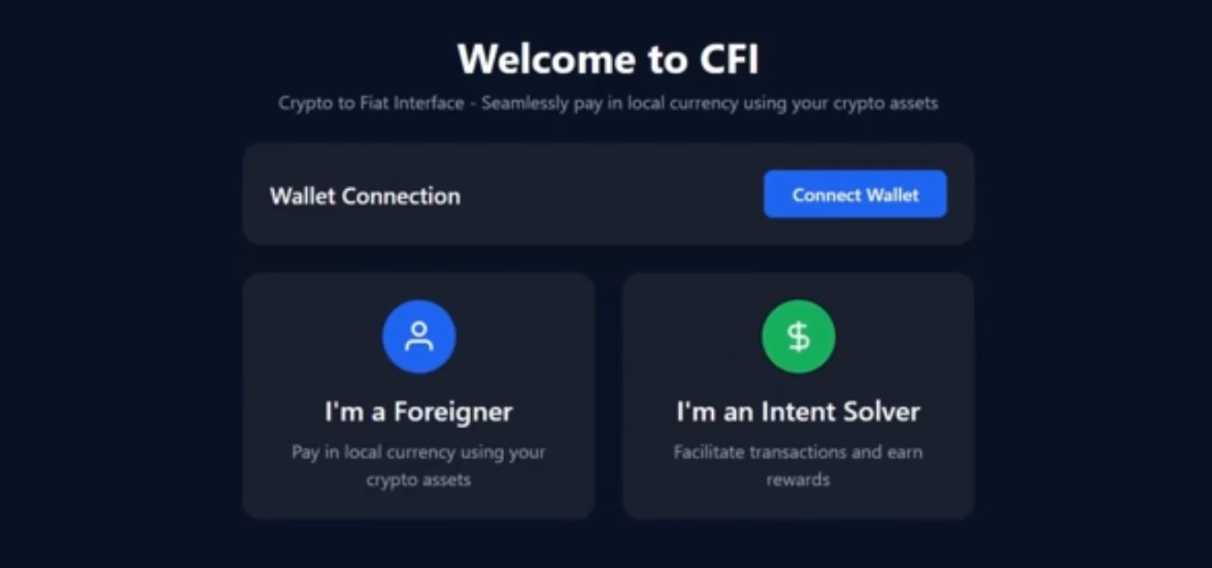 Welcome to CFI
Crypto to Fiat Interface - Seamlessly pay in local currency using your crypto assets
Wallet Connection
Connect Wallet
I'm a Foreigner
Pay in local currency using your
crypto assets
I'm an Intent Solver
Facilitate transactions and earn
rewards